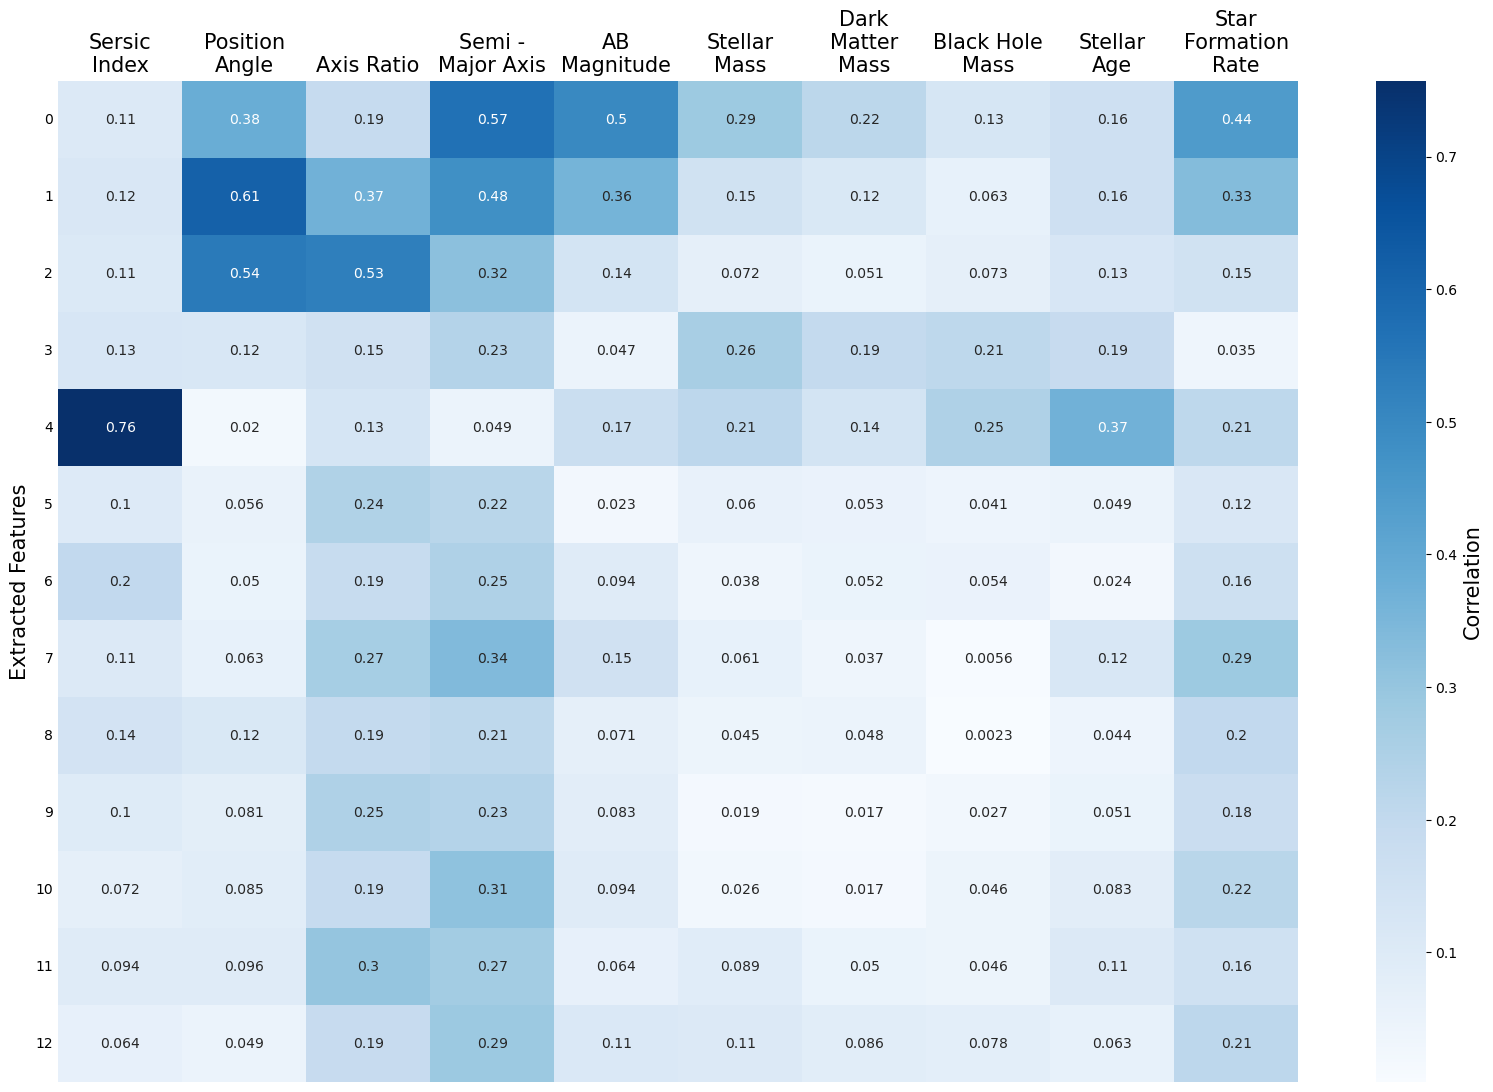 Sersic Index
Position Angle
Axis Ratio
Semi - Major Axis
AB Magnitude
Stellar Mass
Dark Matter Mass
Black Hole Mass
Stellar Age
Star Formation Rate
Extracted Features
0 0.11 0.38 0.19 0.57 0.5 0.29 0.22 0.13 0.16 0.44
1 0.12 0.61 0.37 0.48 0.36 0.15 0.12 0.063 0.16 0.33
2 0.11 0.54 0.53 0.32 0.14 0.072 0.051 0.073 0.13 0.15
3 0.13 0.12 0.15 0.23 0.047 0.26 0.19 0.21 0.19 0.035
4 0.76 0.02 0.13 0.049 0.17 0.21 0.14 0.25 0.37 0.21
5 0.1 0.056 0.24 0.22 0.023 0.06 0.053 0.041 0.049 0.12
6 0.2 0.05 0.19 0.25 0.094 0.038 0.052 0.054 0.024 0.16
7 0.11 0.063 0.27 0.34 0.15 0.061 0.037 0.0056 0.12 0.29
8 0.14 0.12 0.19 0.21 0.071 0.045 0.048 0.0023 0.044 0.2
9 0.1 0.081 0.25 0.23 0.083 0.019 0.017 0.027 0.051 0.18
10 0.072 0.085 0.19 0.31 0.094 0.026 0.017 0.046 0.083 0.22
11 0.094 0.096 0.3 0.27 0.064 0.089 0.05 0.046 0.11 0.16
12 0.064 0.049 0.19 0.29 0.11 0.11 0.086 0.078 0.063 0.21
0.7
0.6
0.5
0.4
0.3
0.2
0.1
Correlation